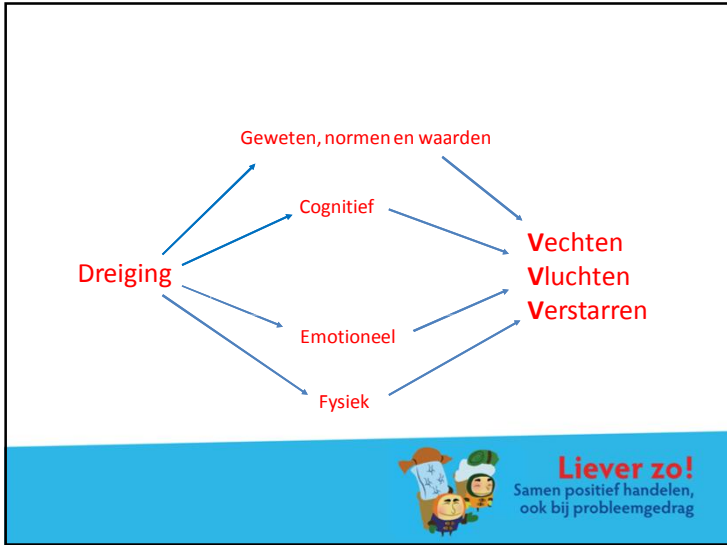 Geweten, normen en waarden
Cognitief
Dreiging
Vechten
Vluchten
Verstarren
Emotioneel
Fysiek
Liever zo!
Samen positief handelen,
ook bij probleemgedrag